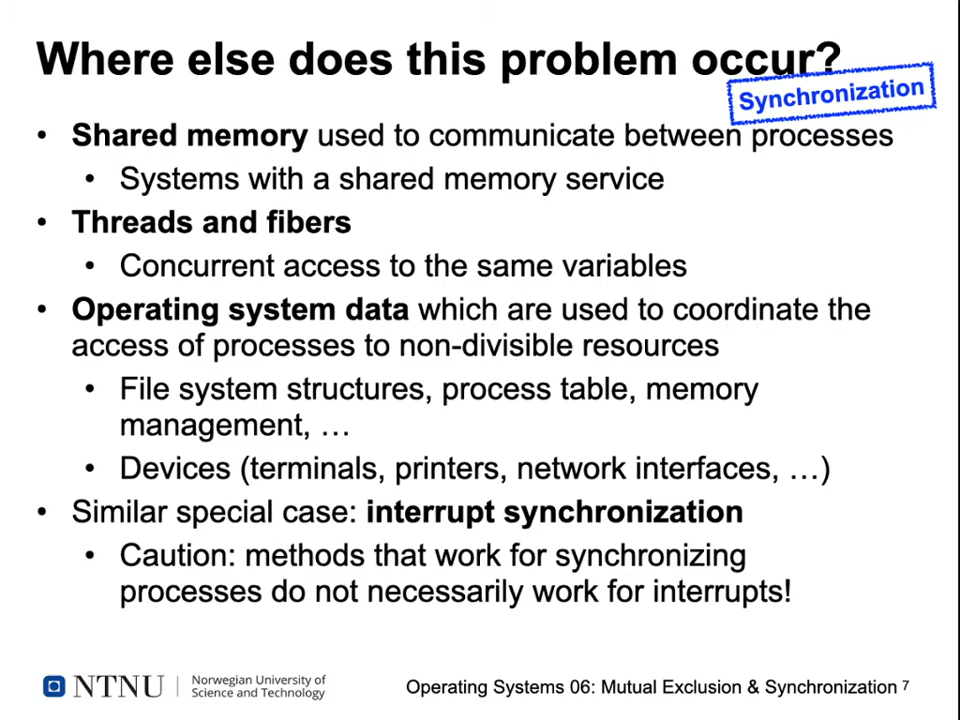 Where else does this problem occur?
Synchronization
• Shared memory used to communicate between processes
• Systems with a shared memory service
• Threads and fibers
• Concurrent access to the same variables
• Operating system data which are used to coordinate the
access of processes to non-divisible resources
• File system structures, process table, memory
management, …
• Devices (terminals, printers, network interfaces, …)
• Similar special case: interrupt synchronization
• Caution: methods that work for synchronizing
processes do not necessarily work for interrupts!
NTNU
Norwegian University of
Science and Technology
Operating Systems 06: Mutual Exclusion & Synchronization 7